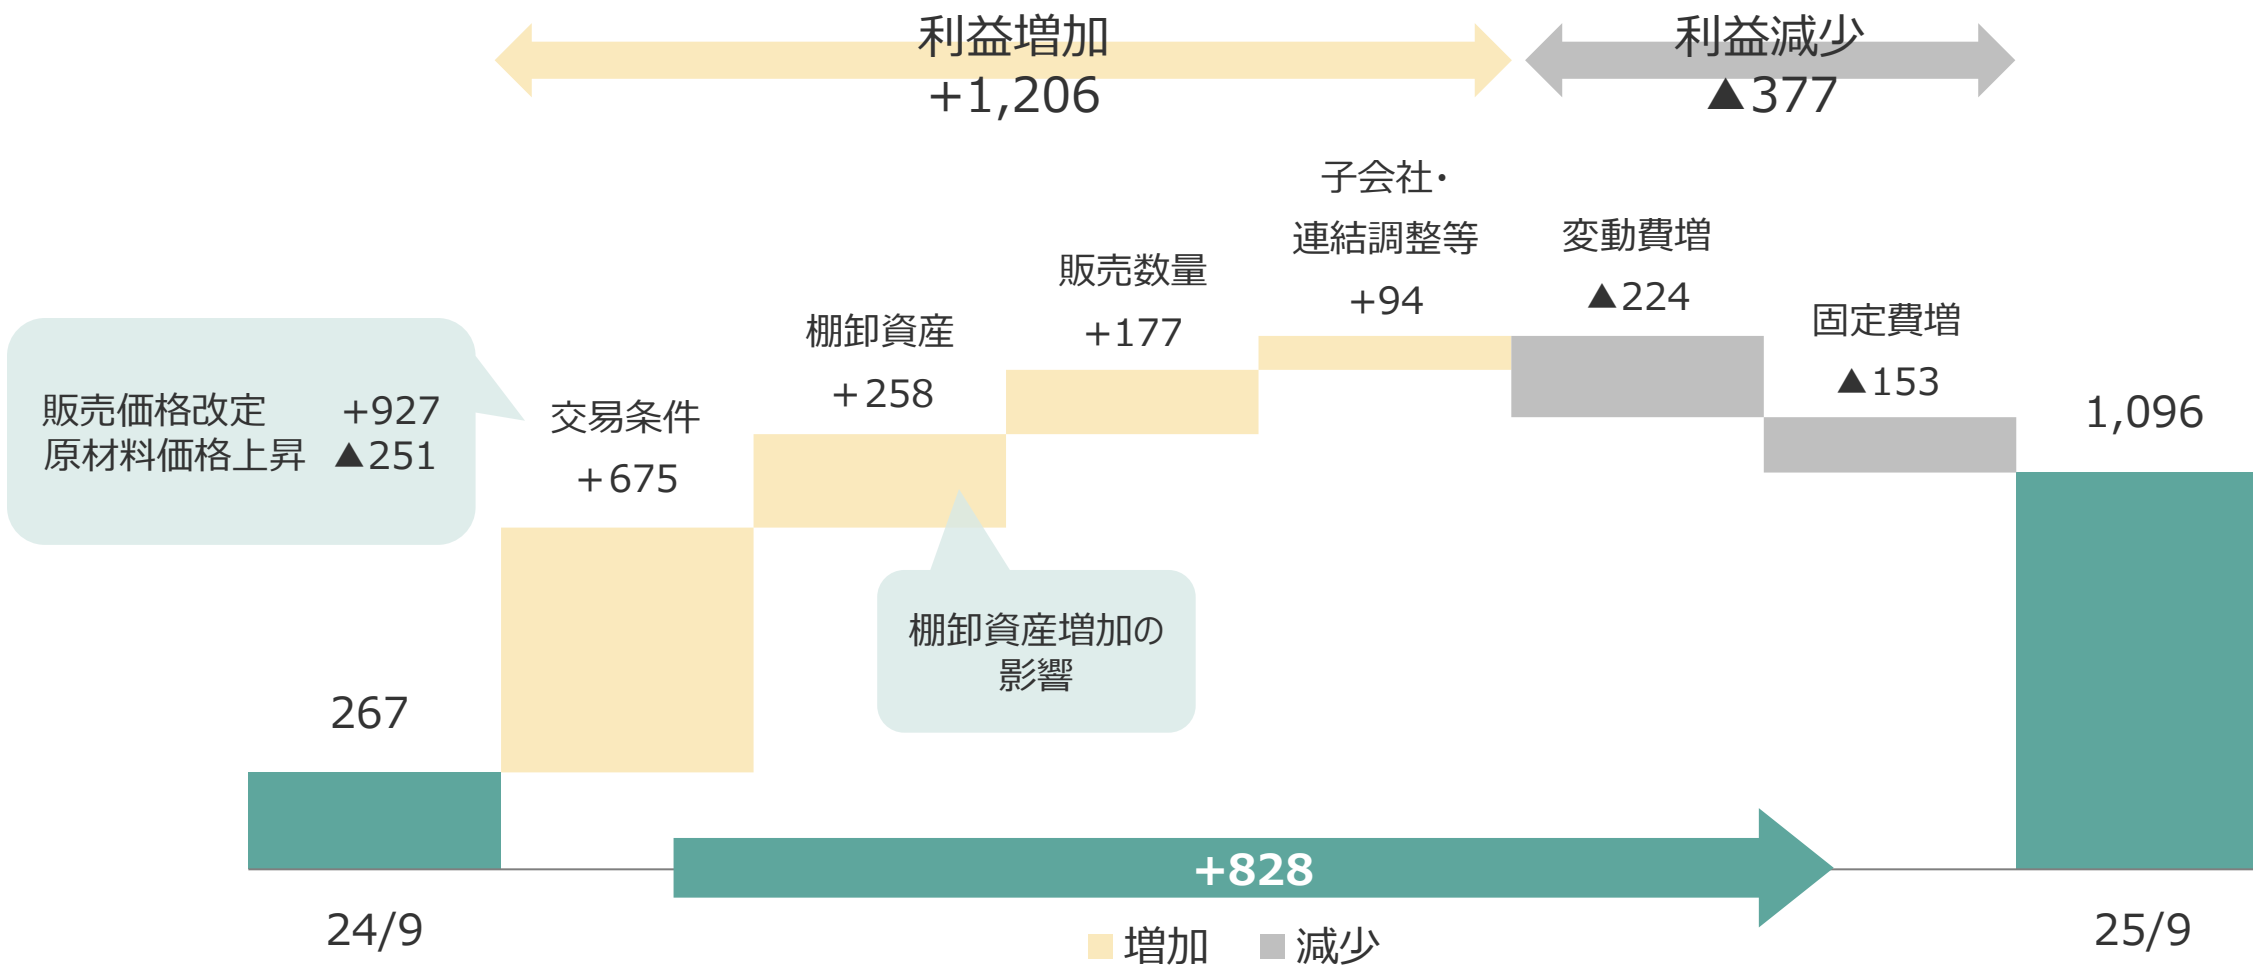 利益増加
+1,206
利益減少
▲377
子会社・
連結調整等
+94
変動費増
▲224
販売数量
+177
固定費増
▲153
棚卸資産
+258
販売価格改定 +927
原材料価格上昇 ▲251
交易条件
+675
1,096
棚卸資産増加の
影響
267
+828
24/9
25/9
増加 減少